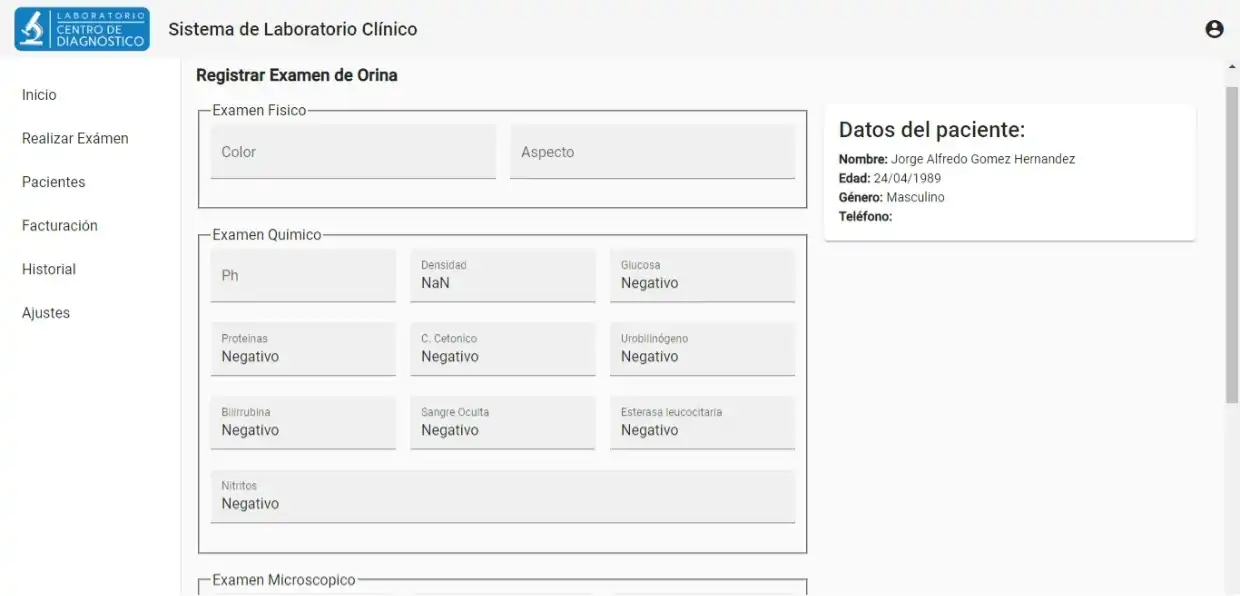 LABORATORIO
CENTRO DE
DIAGNÓSTICO
Sistema de Laboratorio Clínico
Inicio
Realizar Exámen
Pacientes
Facturación
Historial
Ajustes
Registrar Examen de Orina
Examen Fisico
Color
Aspecto
Examen Quimico
Ph
Densidad
NaN
Glucosa
Negativo
Proteinas
Negativo
C. Cetonico
Negativo
Urobilinógeno
Negativo
Bilirrubina
Negativo
Sangre Oculta
Negativo
Esterasa leucocitaria
Negativo
Nitritos
Negativo
Examen Microscopico
Datos del paciente:
Nombre: Jorge Alfredo Gomez Hernandez
Edad: 24/04/1989
Género: Masculino
Teléfono: